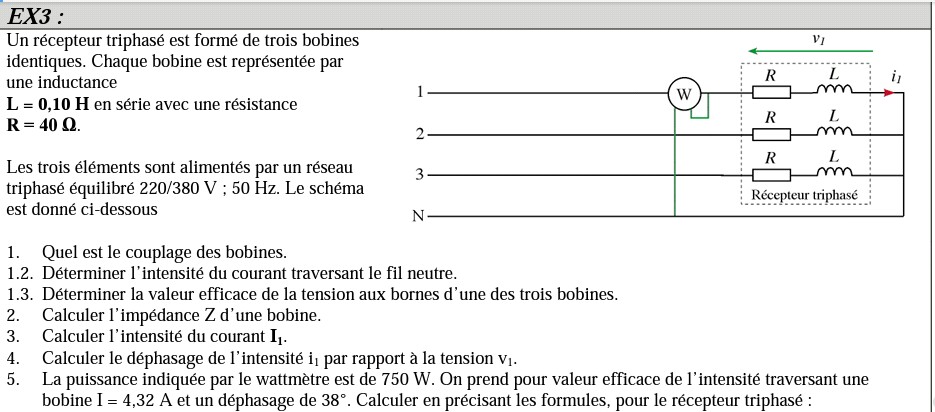 EX3 :
Un récepteur triphasé est formé de trois bobines
identiques. Chaque bobine est représentée par
une inductance
L = 0,10 H en série avec une résistance
R = 40 Ω.
Les trois éléments sont alimentés par un réseau
triphasé équilibré 220/380 V ; 50 Hz. Le schéma
est donné ci-dessous
v₁
R L i₁
1 W
R L
2
R L
3
Récepteur triphasé
N
1. Quel est le couplage des bobines.
1.2. Déterminer l'intensité du courant traversant le fil neutre.
1.3. Déterminer la valeur efficace de la tension aux bornes d'une des trois bobines.
2. Calculer l'impédance Z d'une bobine.
3. Calculer l'intensité du courant I₁.
4. Calculer le déphasage de l'intensité i₁ par rapport à la tension v₁.
5. La puissance indiquée par le wattmètre est de 750 W. On prend pour valeur efficace de l'intensité traversant une
bobine I = 4,32 A et un déphasage de 38°. Calculer en précisant les formules, pour le récepteur triphasé :